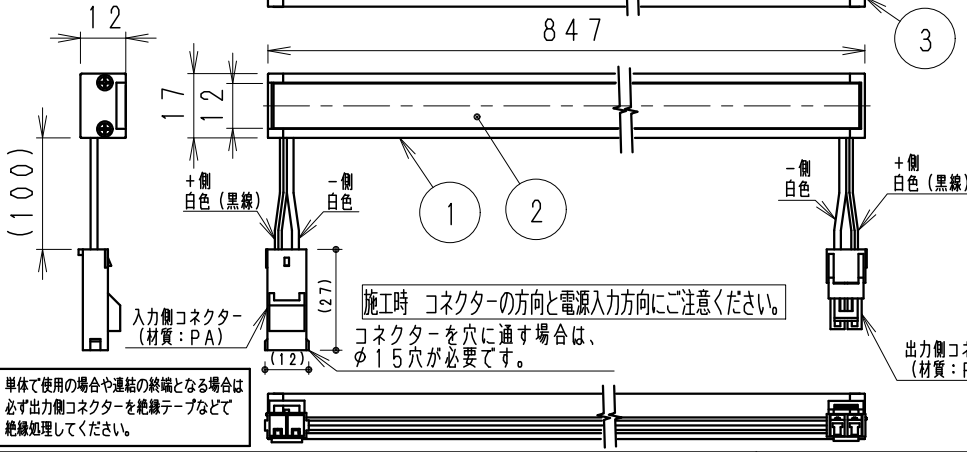 12
847
3
17
12
(100)
+側
白色(黒線)
-側
白色
1
2
-側
白色
+側
白色(黒線)
(27)
施工時 コネクターの方向と電源入力方向にご注意ください。
入力側コネクター
(材質:PA)
コネクターを穴に通す場合は、
φ15穴が必要です。
(12)
出力側コネ
(材質:P
単体で使用の場合や連結の終端となる場合は
必ず出力側コネクターを絶縁テープなどで
絶縁処理してください。